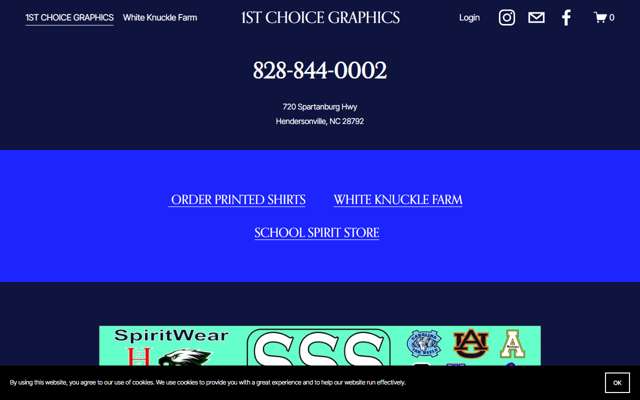 1ST CHOICE GRAPHICS White Knuckle Farm 1ST CHOICE GRAPHICS Login 0
828-844-0002
720 Spartanburg Hwy
Hendersonville, NC 28792
ORDER PRINTED SHIRTS WHITE KNUCKLE FARM
SCHOOL SPIRIT STORE
SpiritWear
H SSS A
By using this website, you agree to our use of cookies. We use cookies to provide you with a great experience and to help our website run effectively. OK